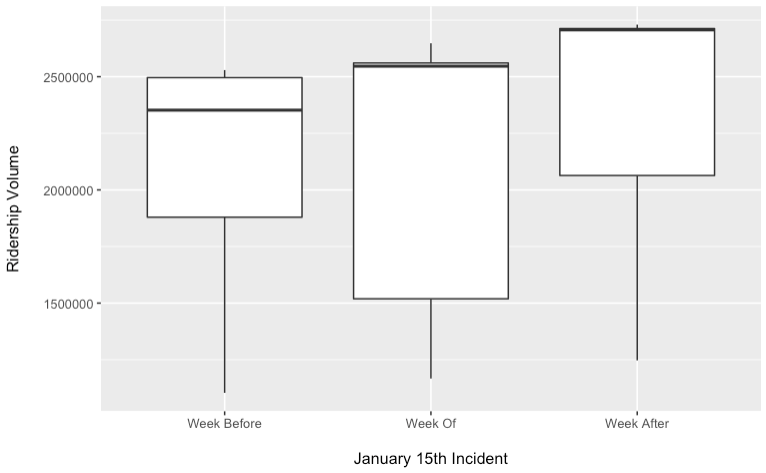 Ridership Volume
2500000
2000000
1500000
Week Before
Week Of
Week After
January 15th Incident